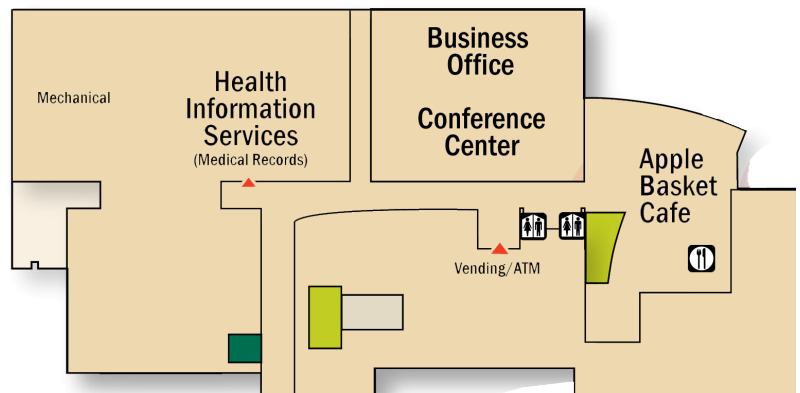 Business
Office
Health
Information
Services
(Medical Records)
Mechanical
Conference
Center
Apple
Basket
Cafe
Vending/ATM